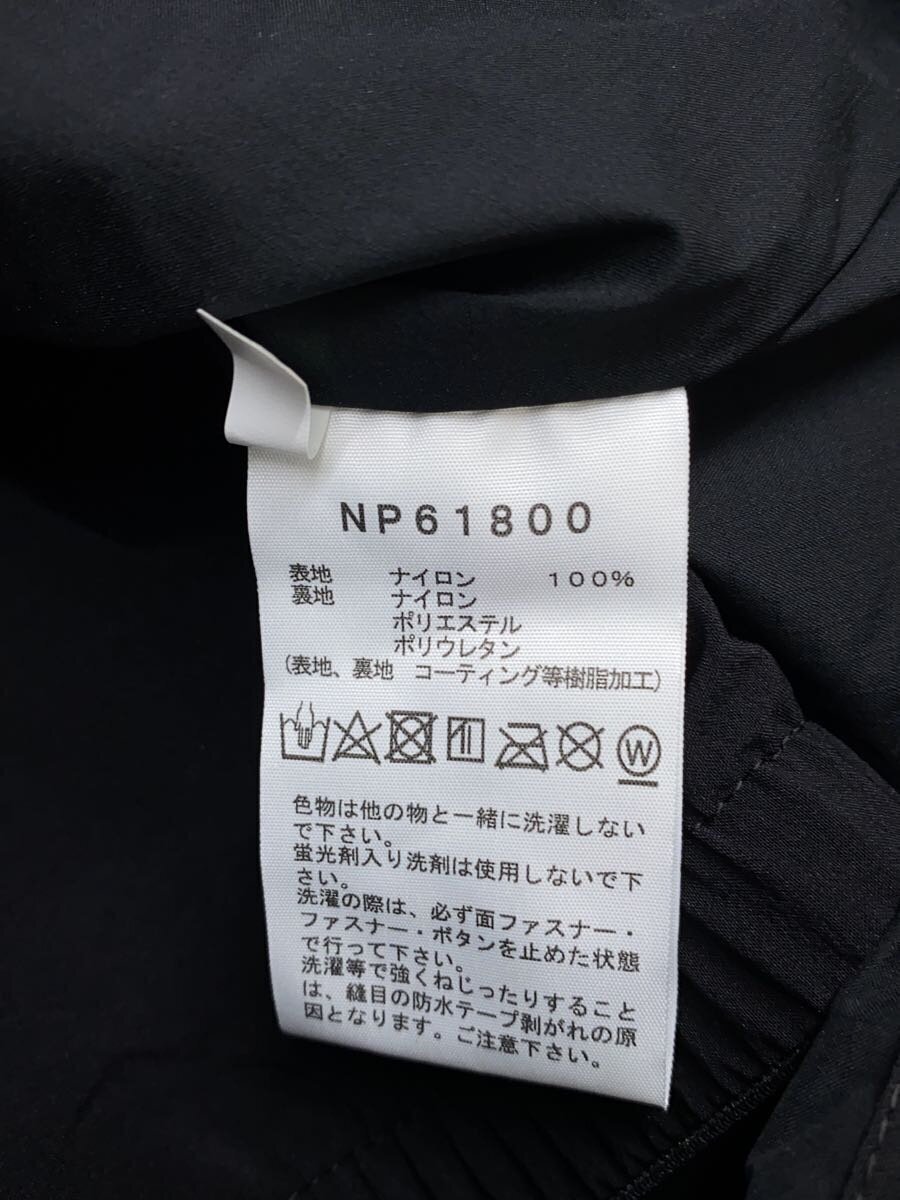 NP61800
表地 ナイロン 100%
裏地 ナイロン
ポリエステル
ポリウレタン
(表地、裏地 コーティング等樹脂加工)
W
色物は他の物と一緒に洗濯しない
で下さい。
蛍光剤入り洗剤は使用しないで下
さい。
洗濯の際は、必ず面ファスナー・
ファスナー・ボタンを止めた状態
で行って下さい。
洗濯等で強くねじったりすること
は、縫目の防水テープ剥がれの原
因となります。ご注意下さい。